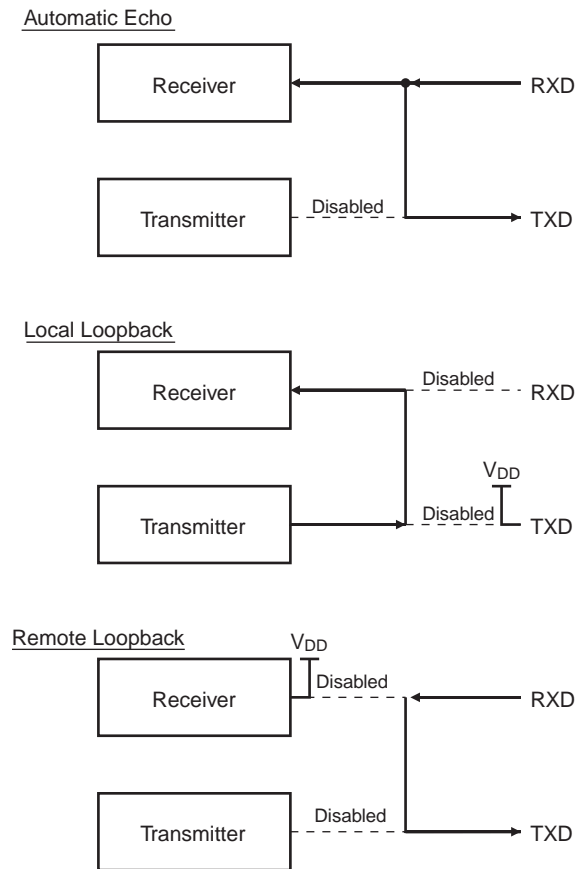 Automatic Echo
Receiver
RXD
Transmitter
Disabled
TXD
Local Loopback
Receiver
Disabled
RXD
VDD
Transmitter
Disabled
TXD
Remote Loopback
VDD
Receiver
Disabled
RXD
Transmitter
Disabled
TXD